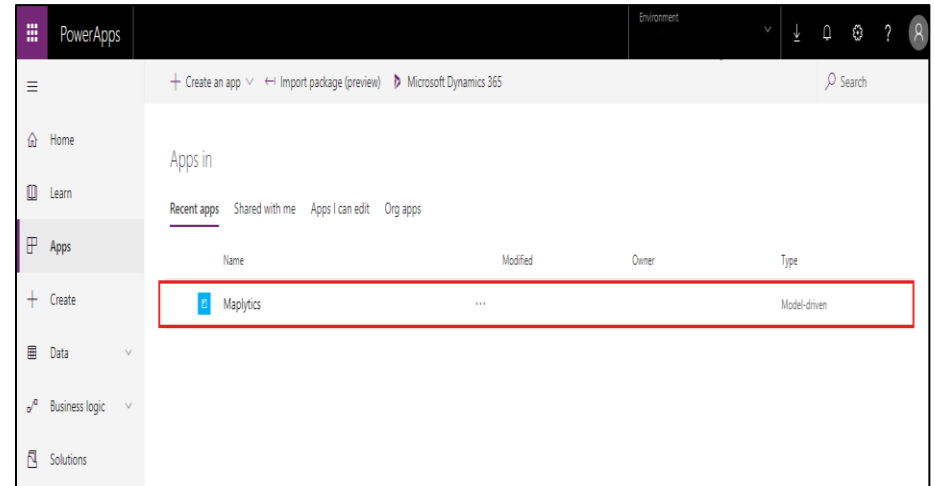 PowerApps
Environment
?
Create an app
Import package (preview)
Microsoft Dynamics 365
Search
Home
Learn
Apps
Create
Data
Business logic
Solutions
Apps in
Recent apps
Shared with me
Apps I can edit
Org apps
Name
Modified
Owner
Type
Maplytics
...
Model-driven